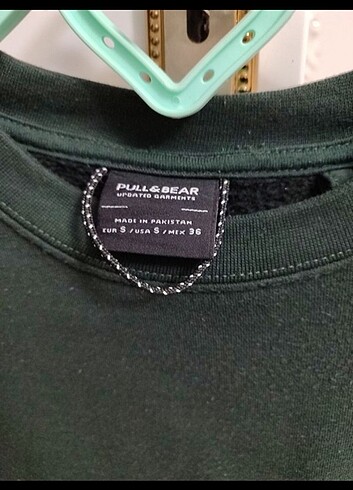 PULL&BEAR
UPDATED GARMENTS
MADE IN PAKISTAN
EUR S / USA S / MEX 36